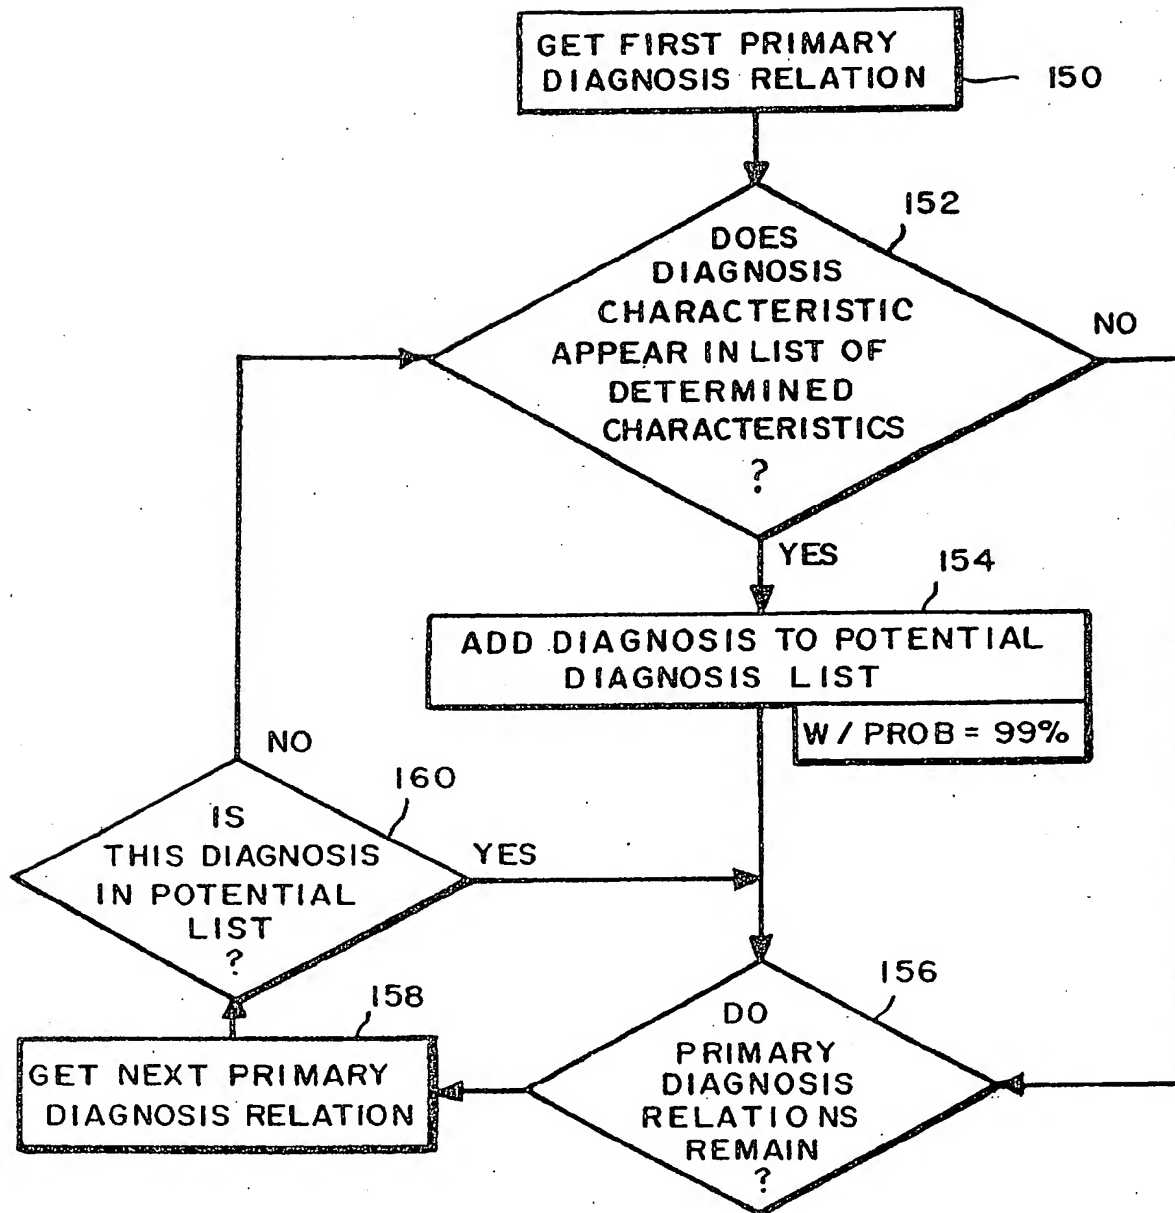 GET FIRST PRIMARY
DIAGNOSIS RELATION
150
152
DOES
DIAGNOSIS
CHARACTERISTIC
APPEAR IN LIST OF
DETERMINED
CHARACTERISTICS
?
NO
YES
154
ADD DIAGNOSIS TO POTENTIAL
DIAGNOSIS LIST
W/PROB = 99%
NO
160
IS
THIS DIAGNOSIS
IN POTENTIAL
LIST
?
YES
156
DO
PRIMARY
DIAGNOSIS
RELATIONS
REMAIN
?
158
GET NEXT PRIMARY
DIAGNOSIS RELATION